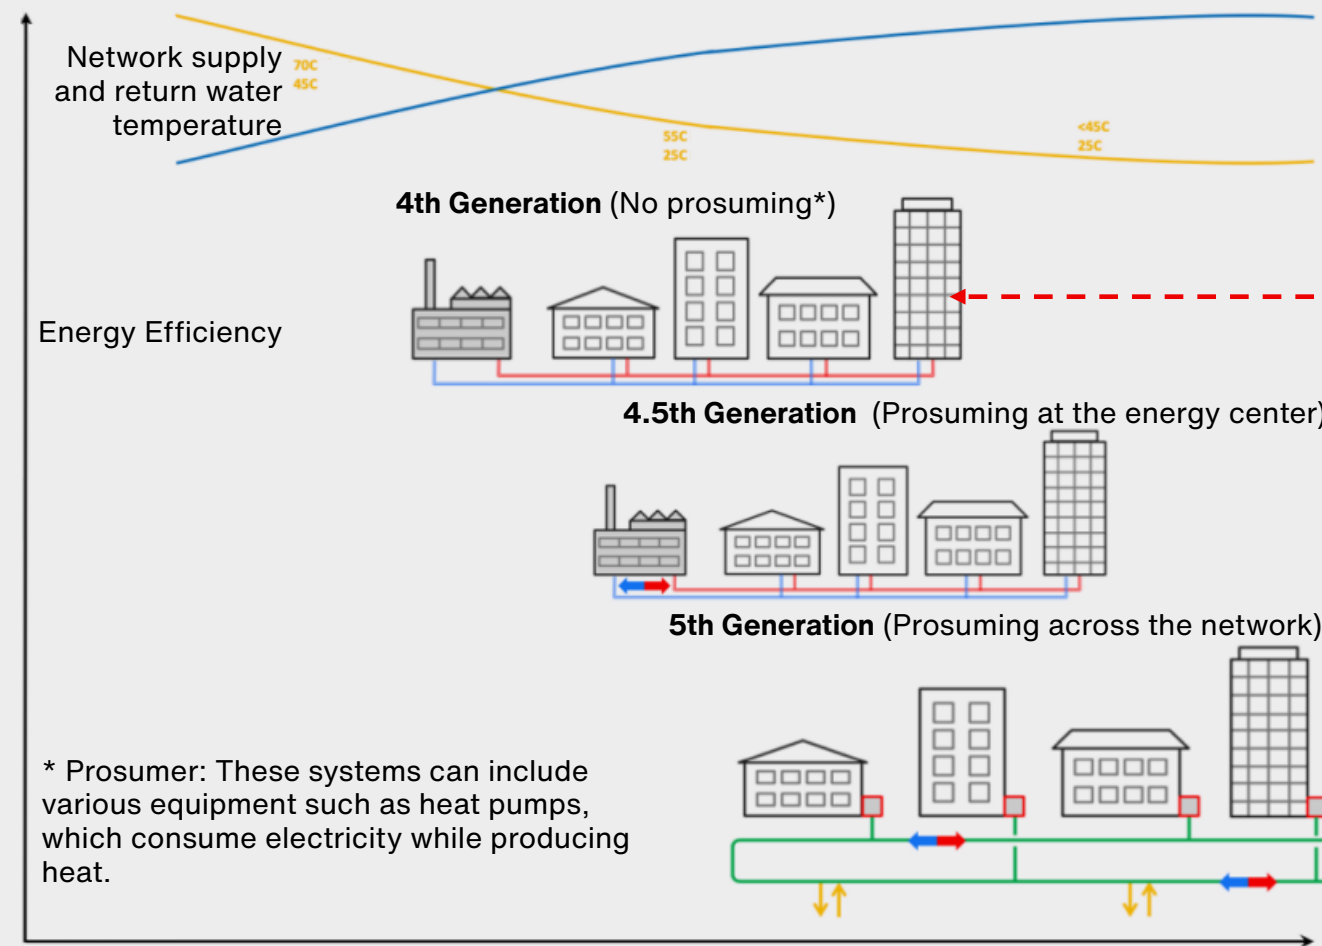 Network supply
and return water
temperature
70C
45C
55C
25C
<45C
25C
4th Generation (No prosuming*)
Energy Efficiency
4.5th Generation (Prosuming at the energy center)
5th Generation (Prosuming across the network)
* Prosumer: These systems can include
various equipment such as heat pumps,
which consume electricity while producing
heat.